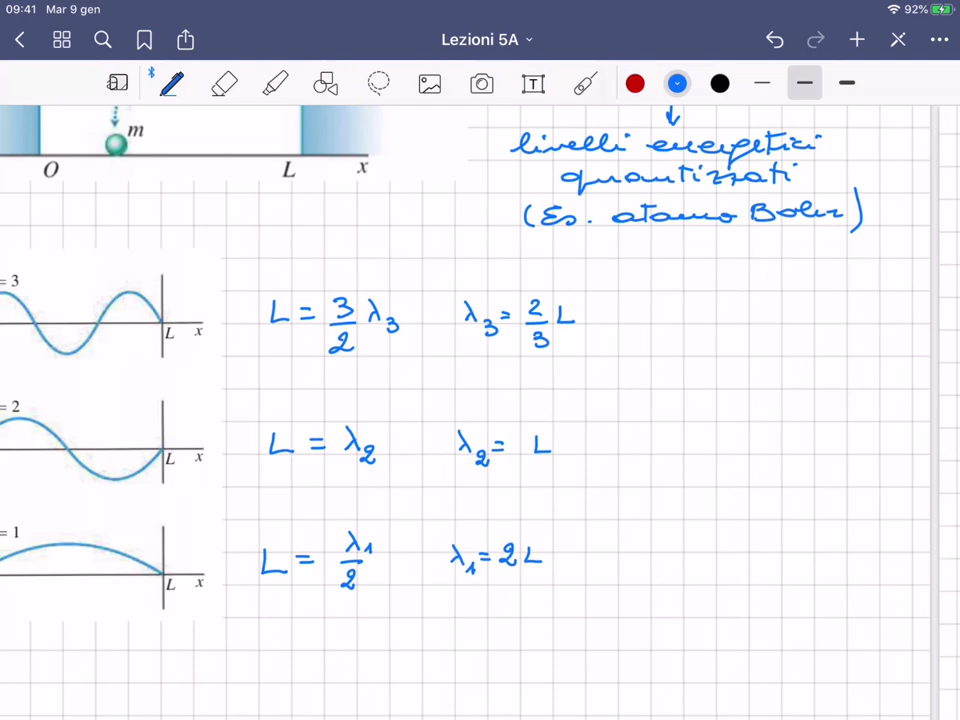 09:41 Mar 9 gen 92%
Lezioni 5A
T
m
O L x
livelli energetici
quantizzati
(Es. atomo Bohr)
= 3
L x
L = 3/2 λ₃ λ₃ = 2/3 L
= 2
L x
L = λ₂ λ₂ = L
= 1
L x
L = λ₁/2 λ₁ = 2L